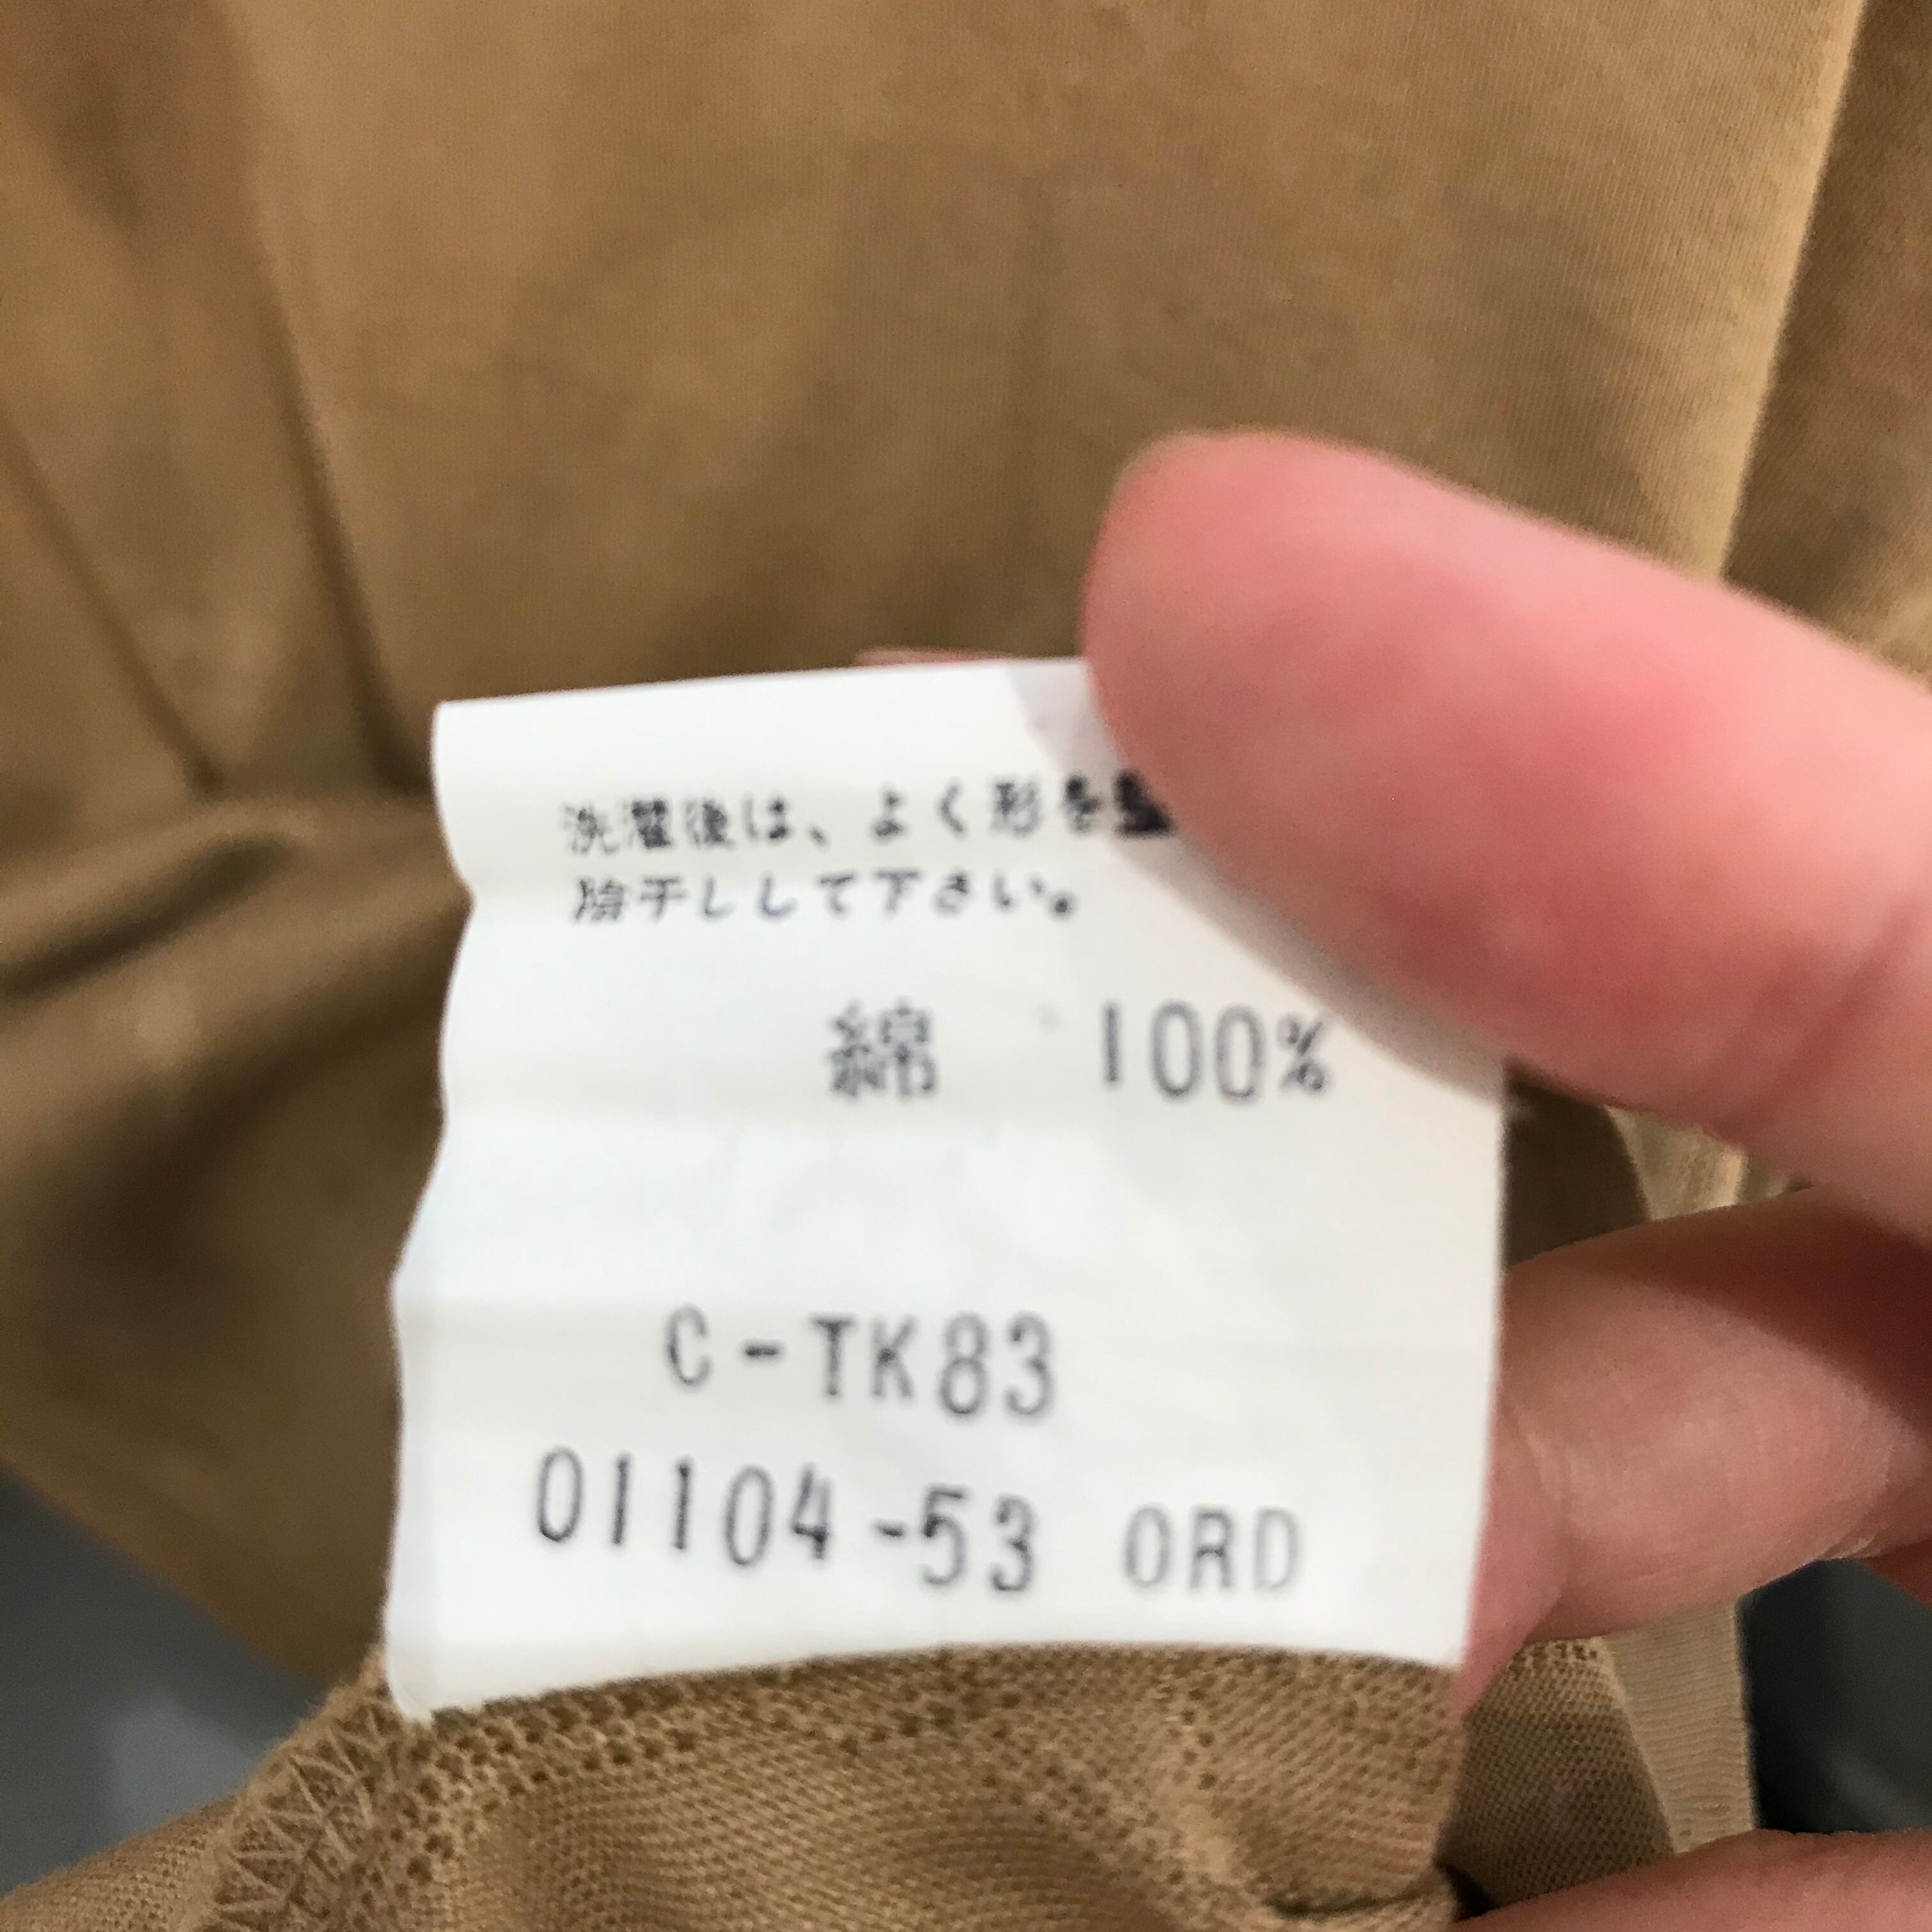 洗濯後は、よく形を整
陰干しして下さい。
綿 100%
C-TK83
01104-53 ORD